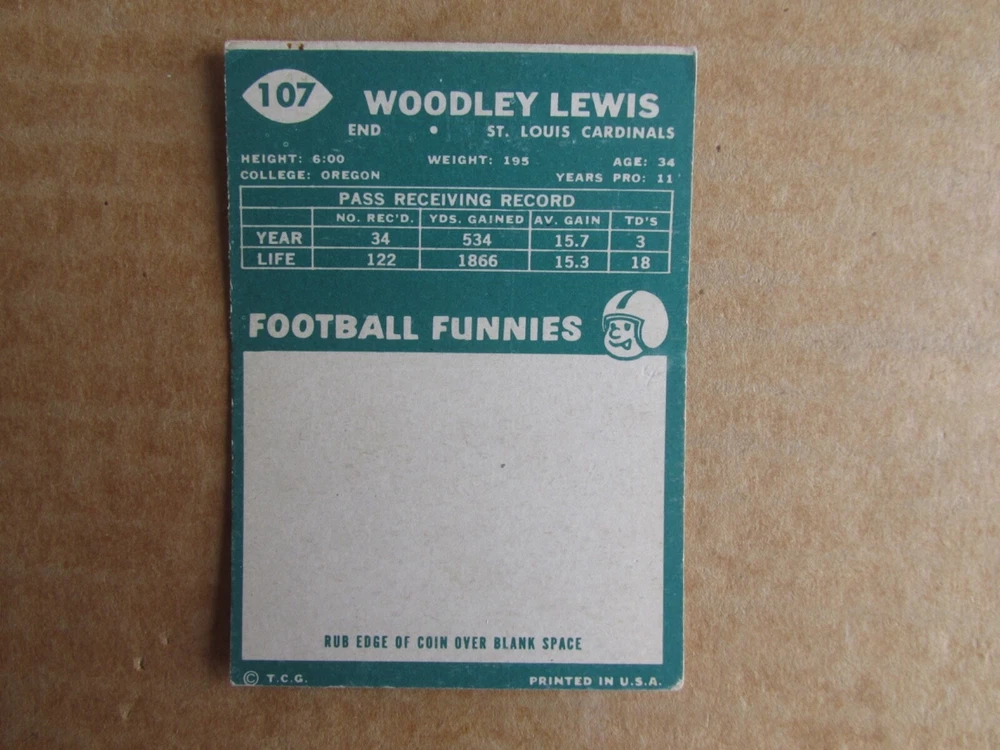 107
WOODLEY LEWIS
END • ST. LOUIS CARDINALS
HEIGHT: 6:00 WEIGHT: 195 AGE: 34
COLLEGE: OREGON YEARS PRO: 11
PASS RECEIVING RECORD
NO. REC'D. YDS. GAINED AV. GAIN TD'S
YEAR 34 534 15.7 3
LIFE 122 1866 15.3 18
FOOTBALL FUNNIES
RUB EDGE OF COIN OVER BLANK SPACE
© T.C.G. PRINTED IN U.S.A.